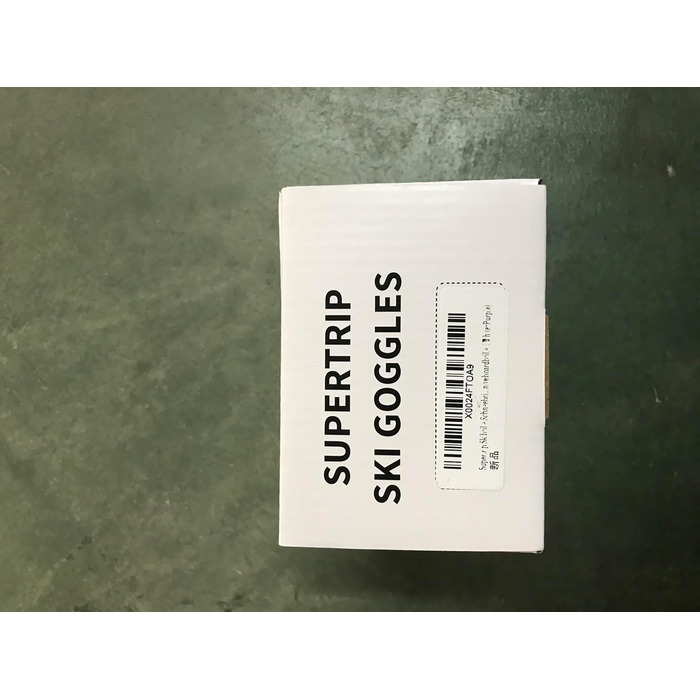 SUPERTRIP
SKI GOGGLES
X0024FTOA9
新品